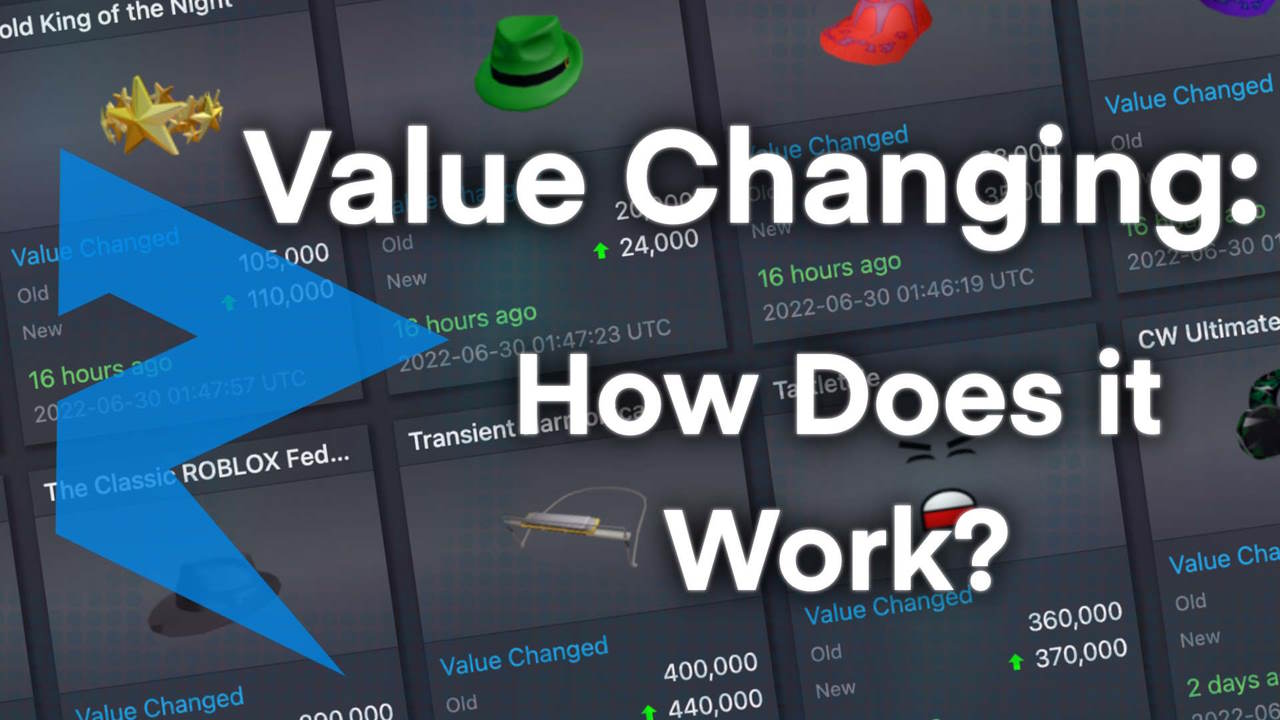 old King of the Night
Value Changed
Old
105,000
New
110,000
16 hours ago
2022-06-30 01:47:57 UTC
Old
New
24,000
16 hours ago
2022-06-30 01:47:23 UTC
Value Changed
New
16 hours ago
2022-06-30 01:46:19 UTC
Value Changed
Old
Value Changing:
How Does it
Work?
The Classic ROBLOX Fed...
Value Changed
Transient Harmonica
Value Changed
Old
400,000
440,000
Value Changed
Old
360,000
New
370,000
CW Ultimate
Old
New
2 days